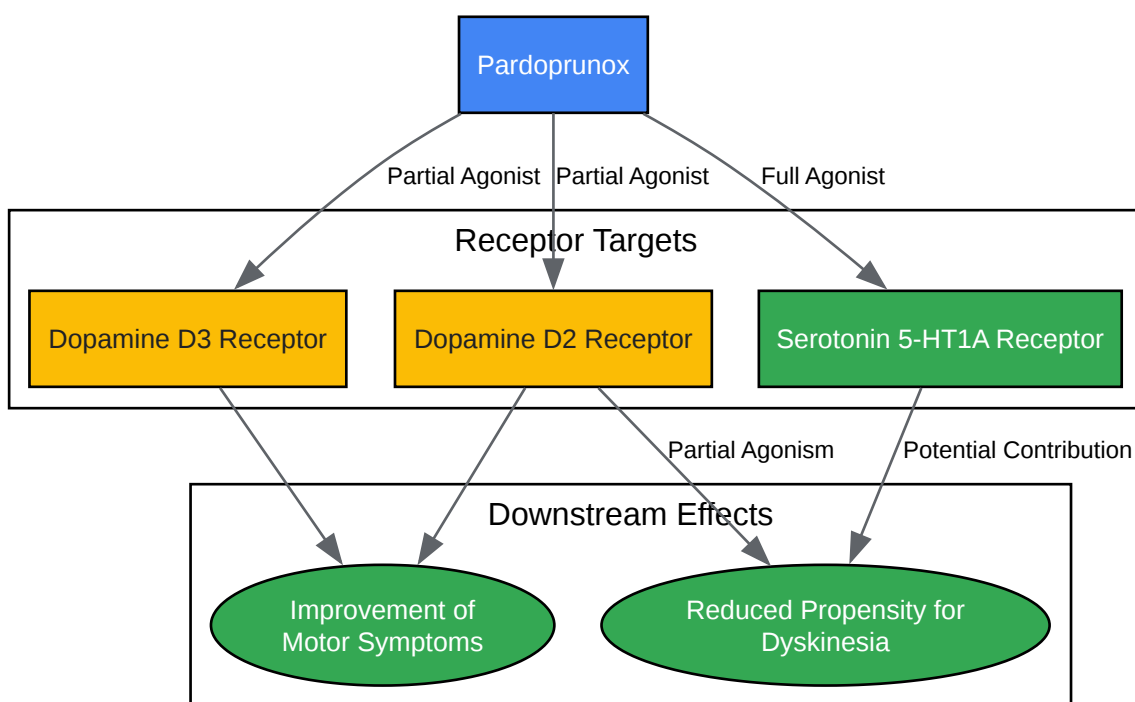 Pardoprunox
Partial Agonist
Partial Agonist
Full Agonist
Receptor Targets
Dopamine D3 Receptor
Dopamine D2 Receptor
Serotonin 5-HT1A Receptor
Partial Agonism
Potential Contribution
Downstream Effects
Improvement of
Motor Symptoms
Reduced Propensity for
Dyskinesia